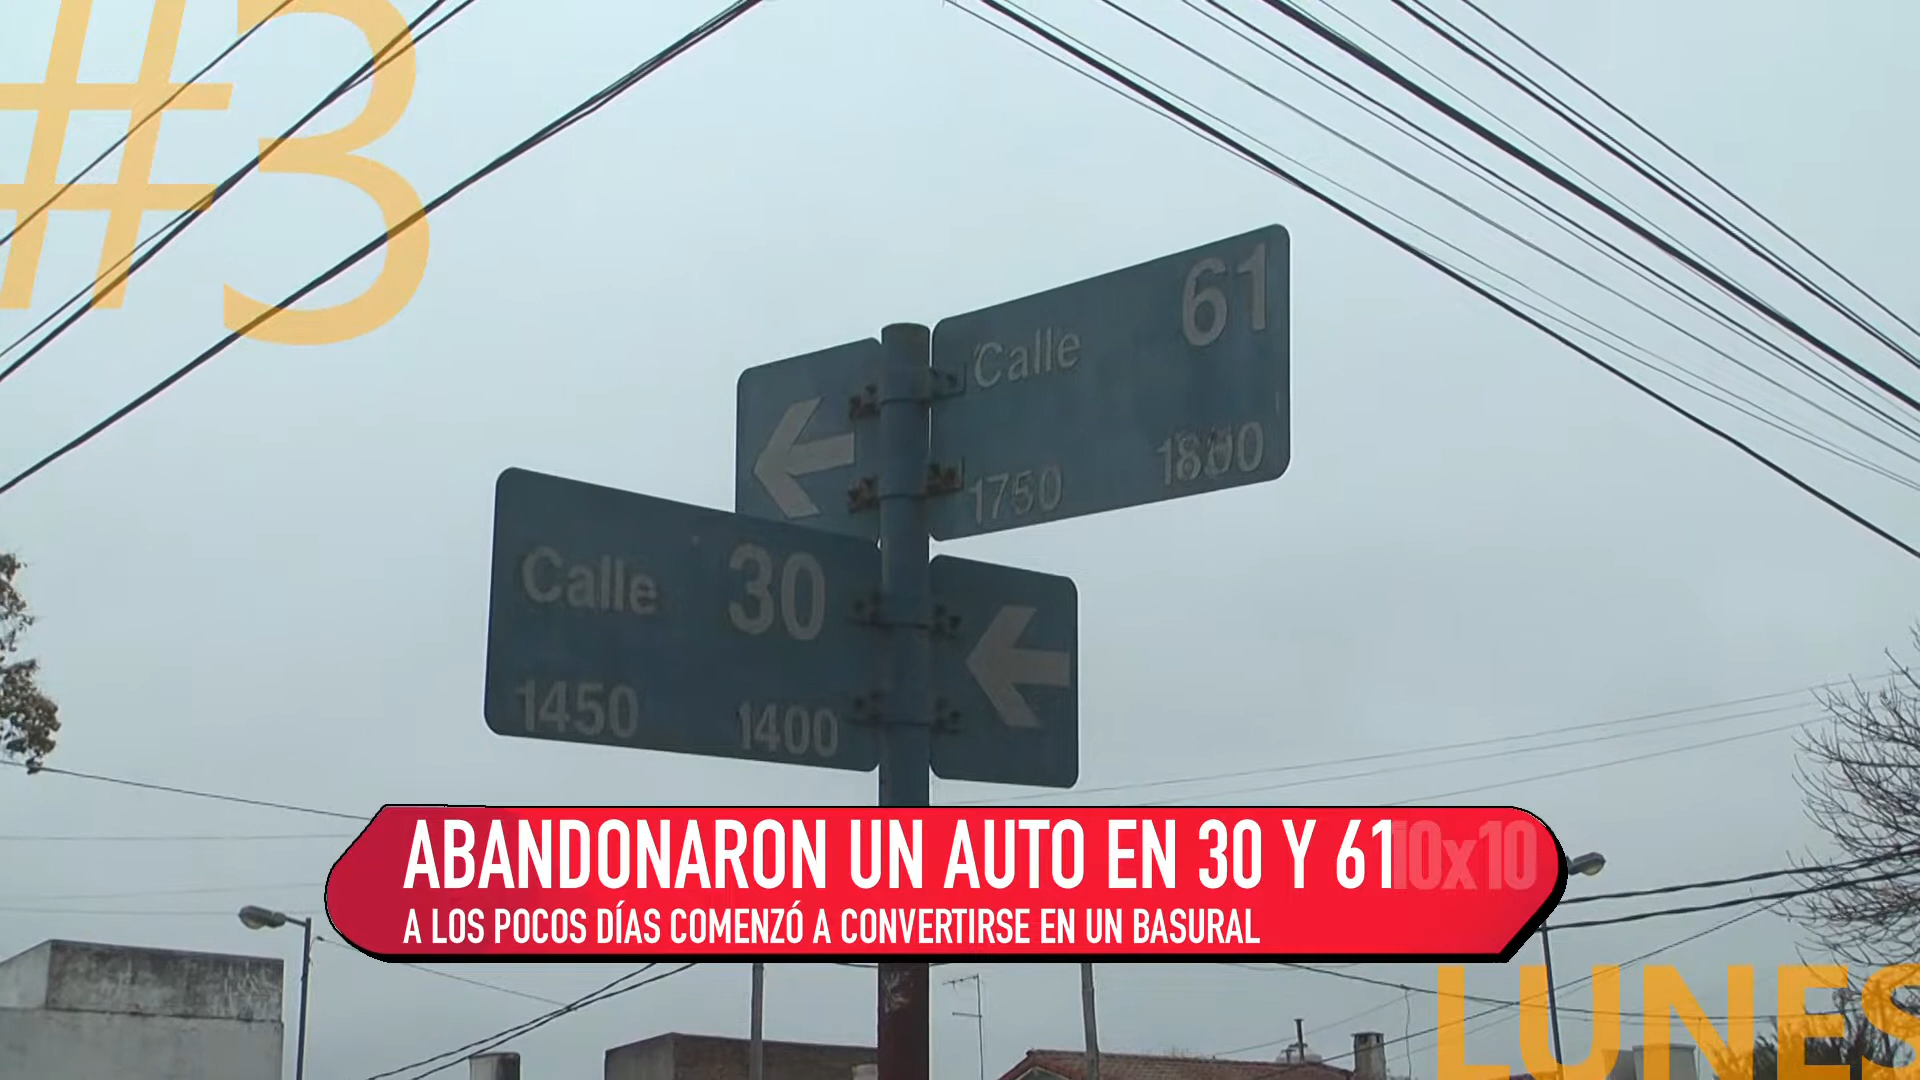 #3
Calle 61
1750 1800
Calle 30
1450 1400
ABANDONARON UN AUTO EN 30 Y 61
10x10
A LOS POCOS DÍAS COMENZÓ A CONVERTIRSE EN UN BASURAL
LUNES